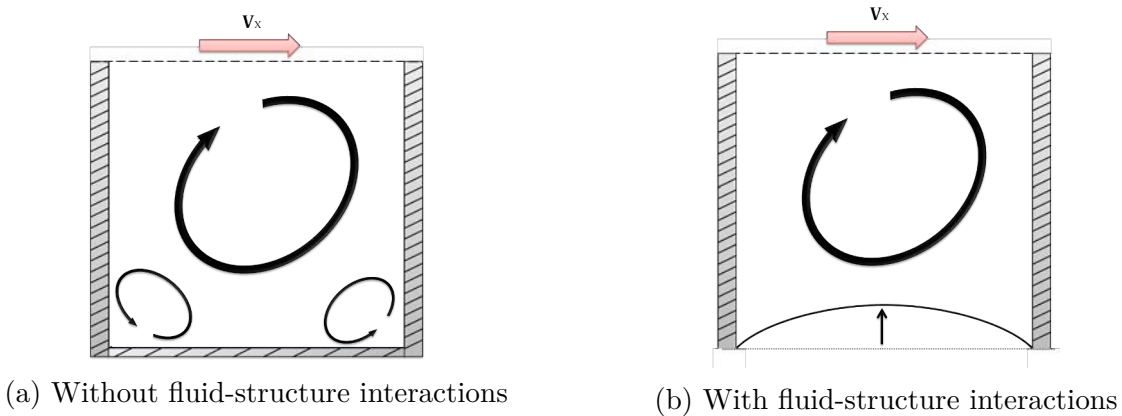 Vx
Vx
(a) Without fluid-structure interactions
(b) With fluid-structure interactions